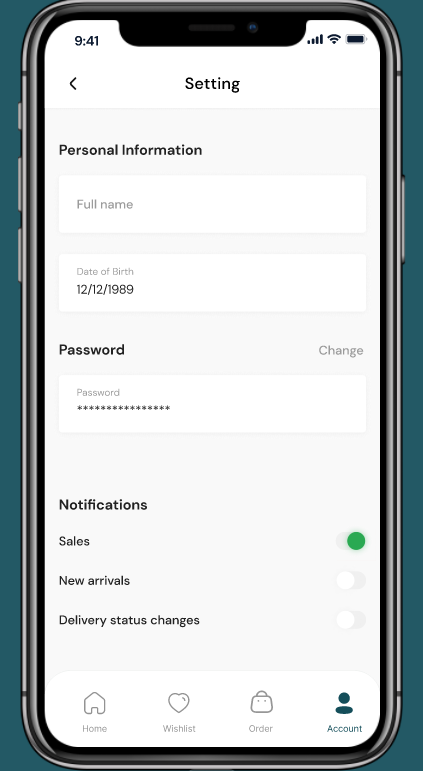 9:41
Setting
Personal Information
Full name
Date of Birth
12/12/1989
Password
Change
Password
****************
Notifications
Sales
New arrivals
Delivery status changes
Home
Wishlist
Order
Account